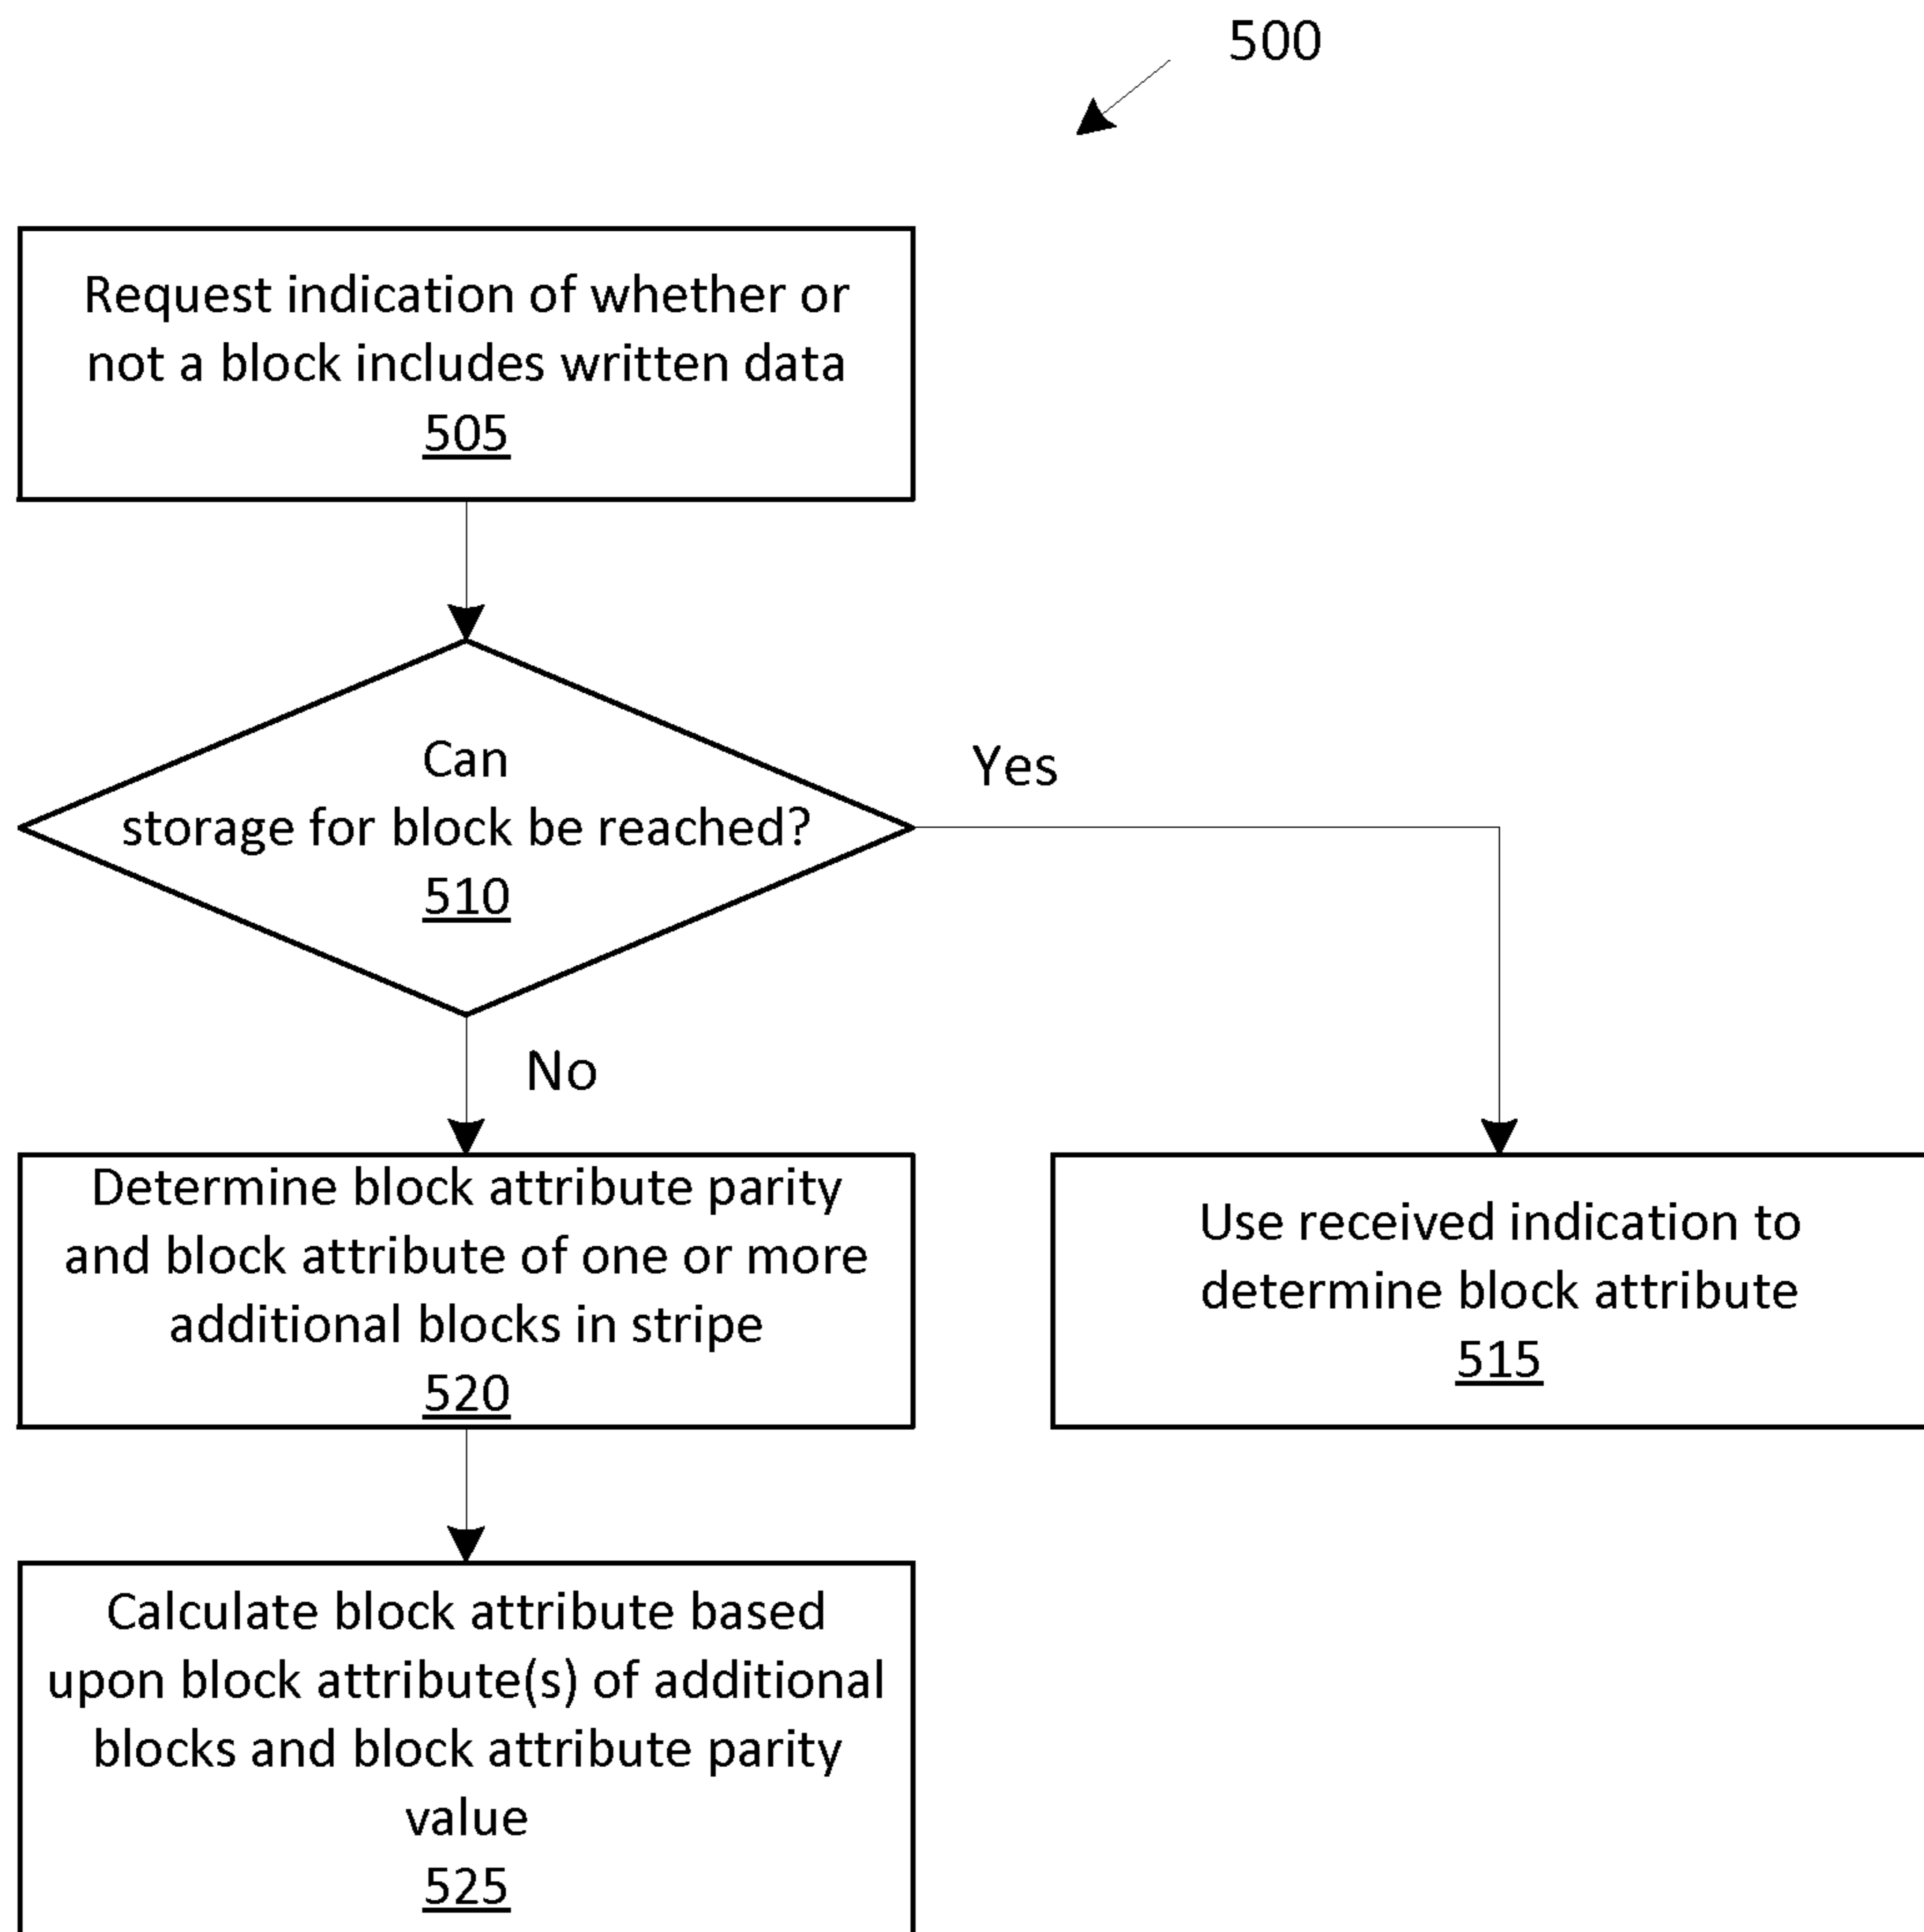 500
Request indication of whether or
not a block includes written data
505
Can
storage for block be reached?
510
Yes
No
Determine block attribute parity
and block attribute of one or more
additional blocks in stripe
520
Use received indication to
determine block attribute
515
Calculate block attribute based
upon block attribute(s) of additional
blocks and block attribute parity
value
525